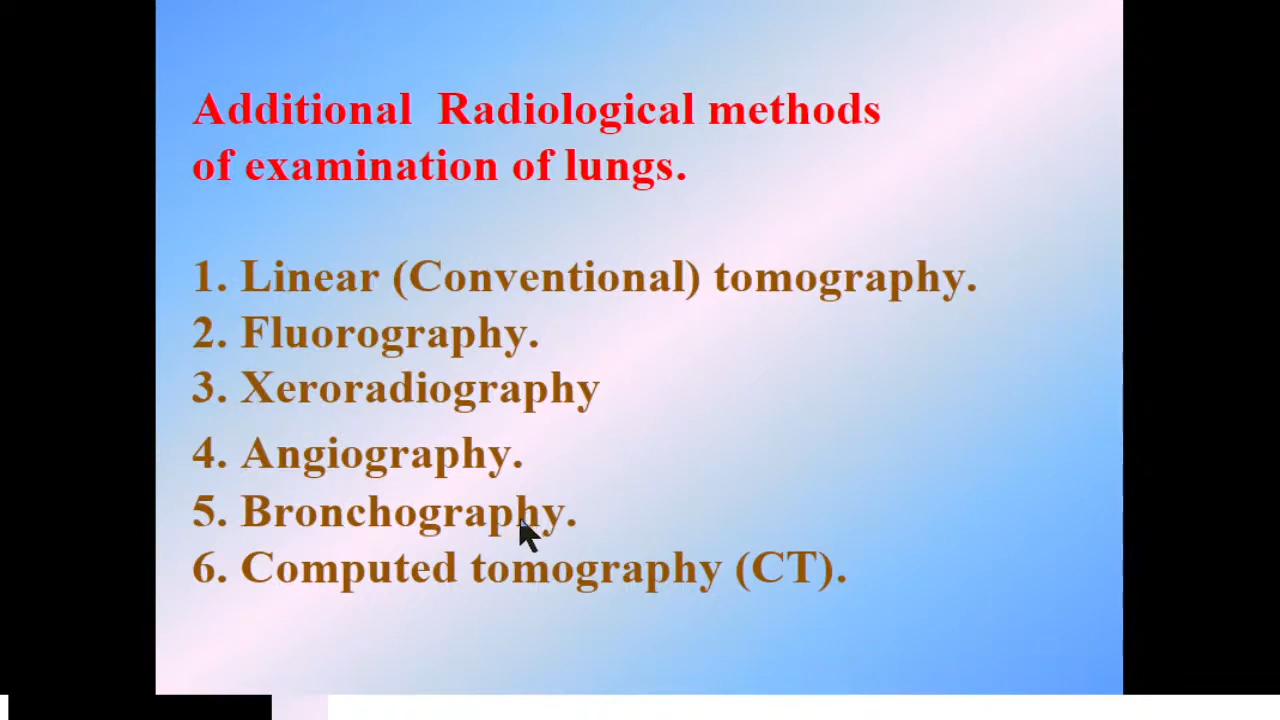 Additional Radiological methods
of examination of lungs.
1. Linear (Conventional) tomography.
2. Fluorography.
3. Xeroradiography
4. Angiography.
5. Bronchography.
6. Computed tomography (CT).